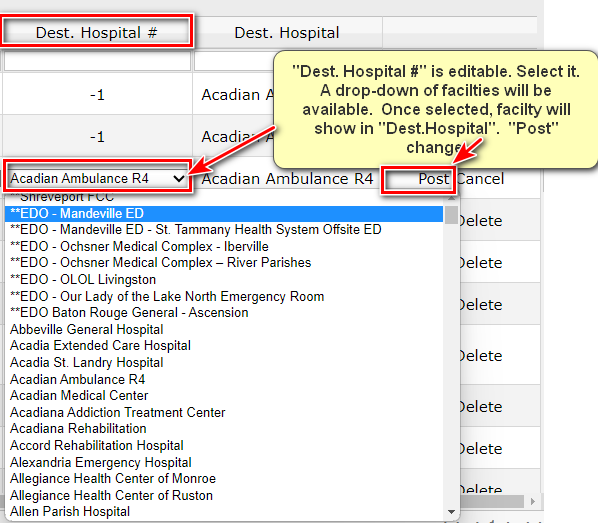 Dest. Hospital # Dest. Hospital
"Dest. Hospital #" is editable. Select it.
A drop-down of facilties will be
available. Once selected, facilty will
show in "Dest.Hospital". "Post"
change
-1 Acadian A
-1 Acadian A
Acadian Ambulance R4 Acadian Ambulance R4 Post Cancel
**Shreveport FCC
**EDO - Mandeville ED
**EDO - Mandeville ED - St. Tammany Health System Offsite ED
**EDO - Ochsner Medical Complex - Iberville
**EDO - Ochsner Medical Complex – River Parishes
**EDO - OLOL Livingston
**EDO - Our Lady of the Lake North Emergency Room
**EDO Baton Rouge General - Ascension
Abbeville General Hospital
Acadia Extended Care Hospital
Acadia St. Landry Hospital
Acadian Ambulance R4
Acadian Medical Center
Acadiana Addiction Treatment Center
Acadiana Rehabilitation
Accord Rehabilitation Hospital
Alexandria Emergency Hospital
Allegiance Health Center of Monroe
Allegiance Health Center of Ruston
Allen Parish Hospital
Delete
Delete
Delete
Delete
Delete
Delete
Delete